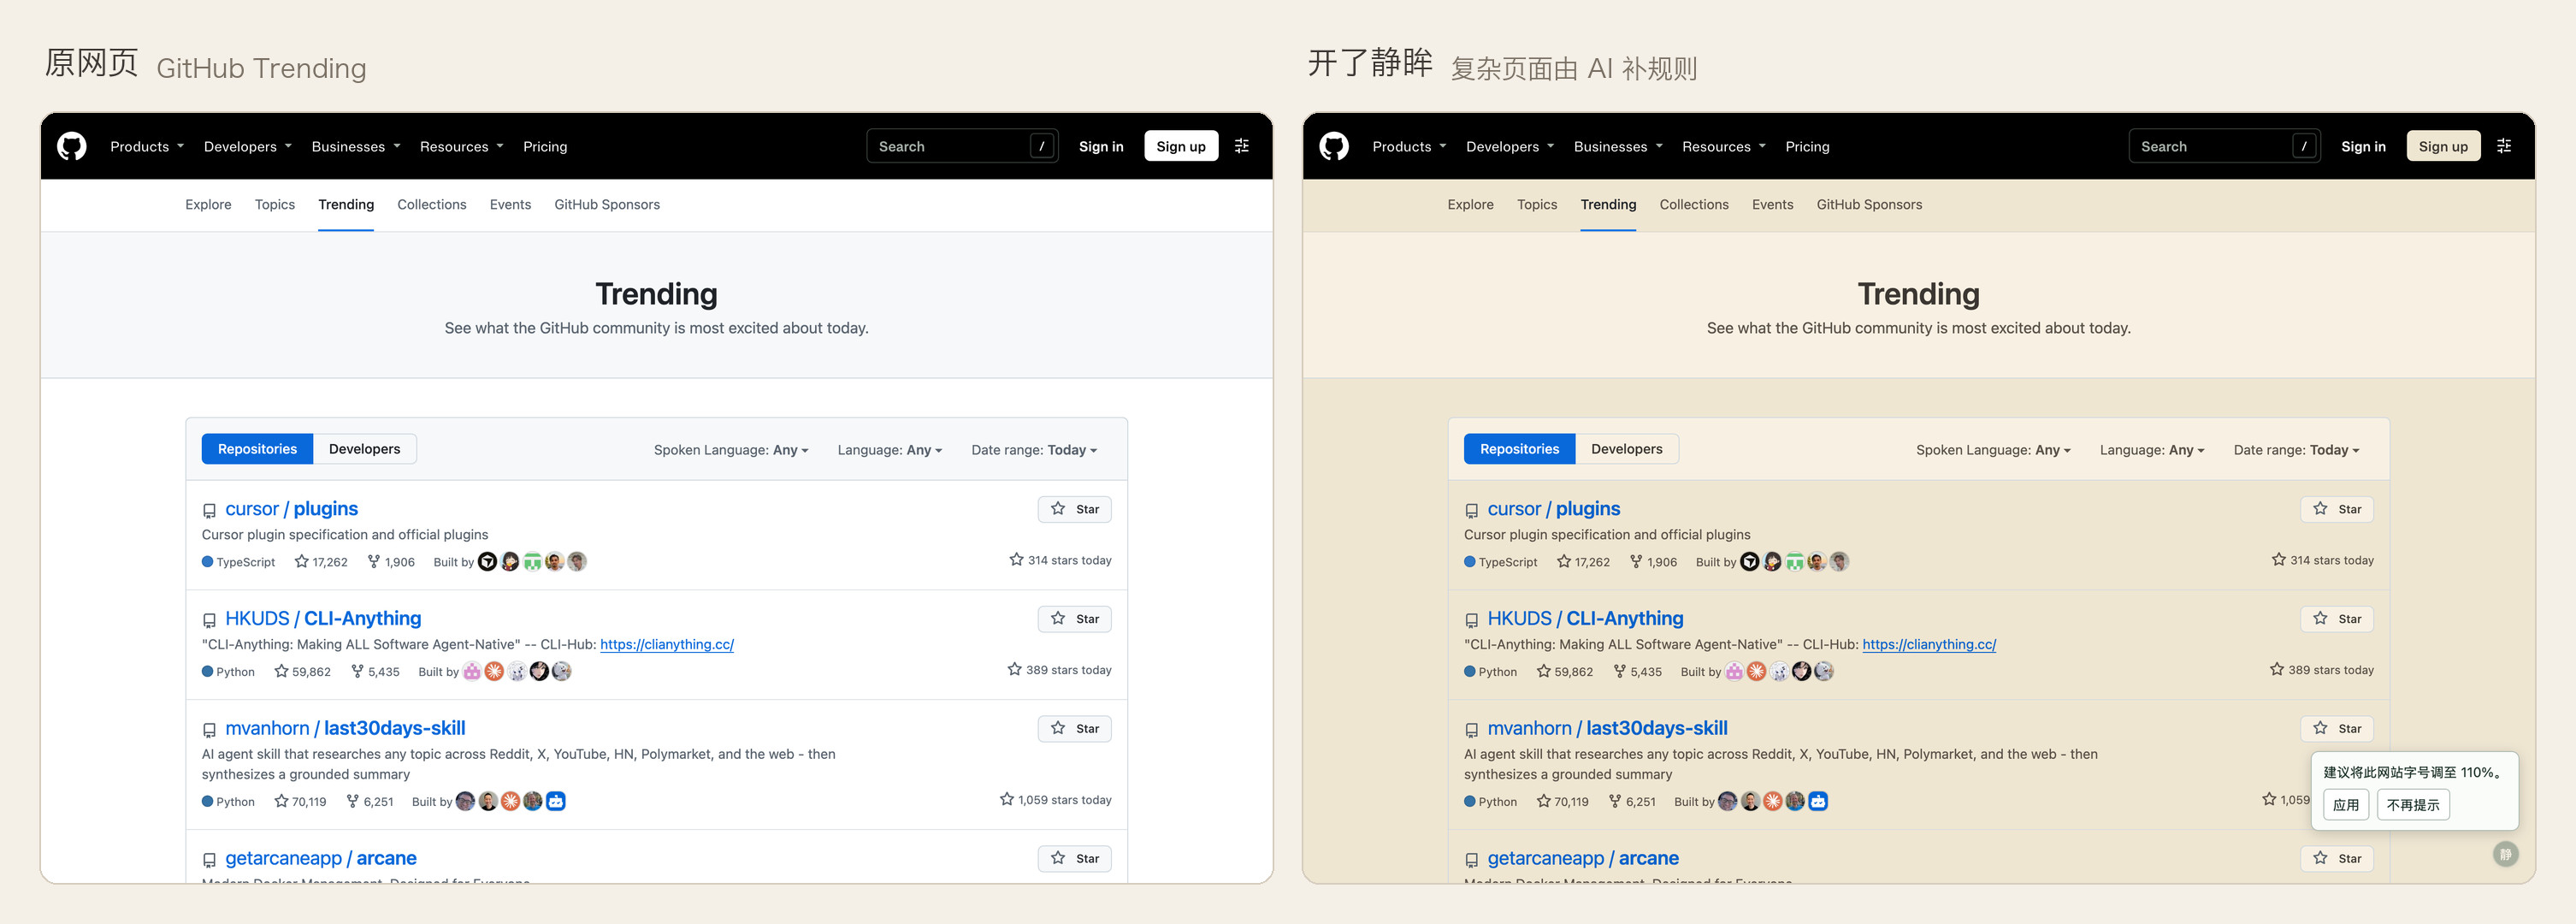 原网页 GitHub Trending
Products Developers Businesses Resources Pricing Search / Sign in Sign up
Explore Topics Trending Collections Events GitHub Sponsors
Trending
See what the GitHub community is most excited about today.
Repositories Developers Spoken Language: Any Language: Any Date range: Today
cursor / plugins Star
Cursor plugin specification and official plugins
TypeScript 17,262 1,906 Built by 314 stars today
HKUDS / CLI-Anything Star
"CLI-Anything: Making ALL Software Agent-Native" -- CLI-Hub: https://clianything.cc/
Python 59,862 5,435 Built by 389 stars today
mvanhorn / last30days-skill Star
AI agent skill that researches any topic across Reddit, X, YouTube, HN, Polymarket, and the web - then
synthesizes a grounded summary
Python 70,119 6,251 Built by 1,059 stars today
getarcaneapp / arcane Star
Modern Docker Management, Designed for Everyone
开了静眸 复杂页面由 AI 补规则
Products Developers Businesses Resources Pricing Search / Sign in Sign up
Explore Topics Trending Collections Events GitHub Sponsors
Trending
See what the GitHub community is most excited about today.
Repositories Developers Spoken Language: Any Language: Any Date range: Today
cursor / plugins Star
Cursor plugin specification and official plugins
TypeScript 17,262 1,906 Built by 314 stars today
HKUDS / CLI-Anything Star
"CLI-Anything: Making ALL Software Agent-Native" -- CLI-Hub: https://clianything.cc/
Python 59,862 5,435 Built by 389 stars today
mvanhorn / last30days-skill Star
AI agent skill that researches any topic across Reddit, X, YouTube, HN, Polymarket, and the web - then
synthesizes a grounded summary
Python 70,119 6,251 Built by 1,059
建议将此网站字号调至 110%。
应用 不再提示
getarcaneapp / arcane Star
静
Modern Docker Management, Designed for Everyone